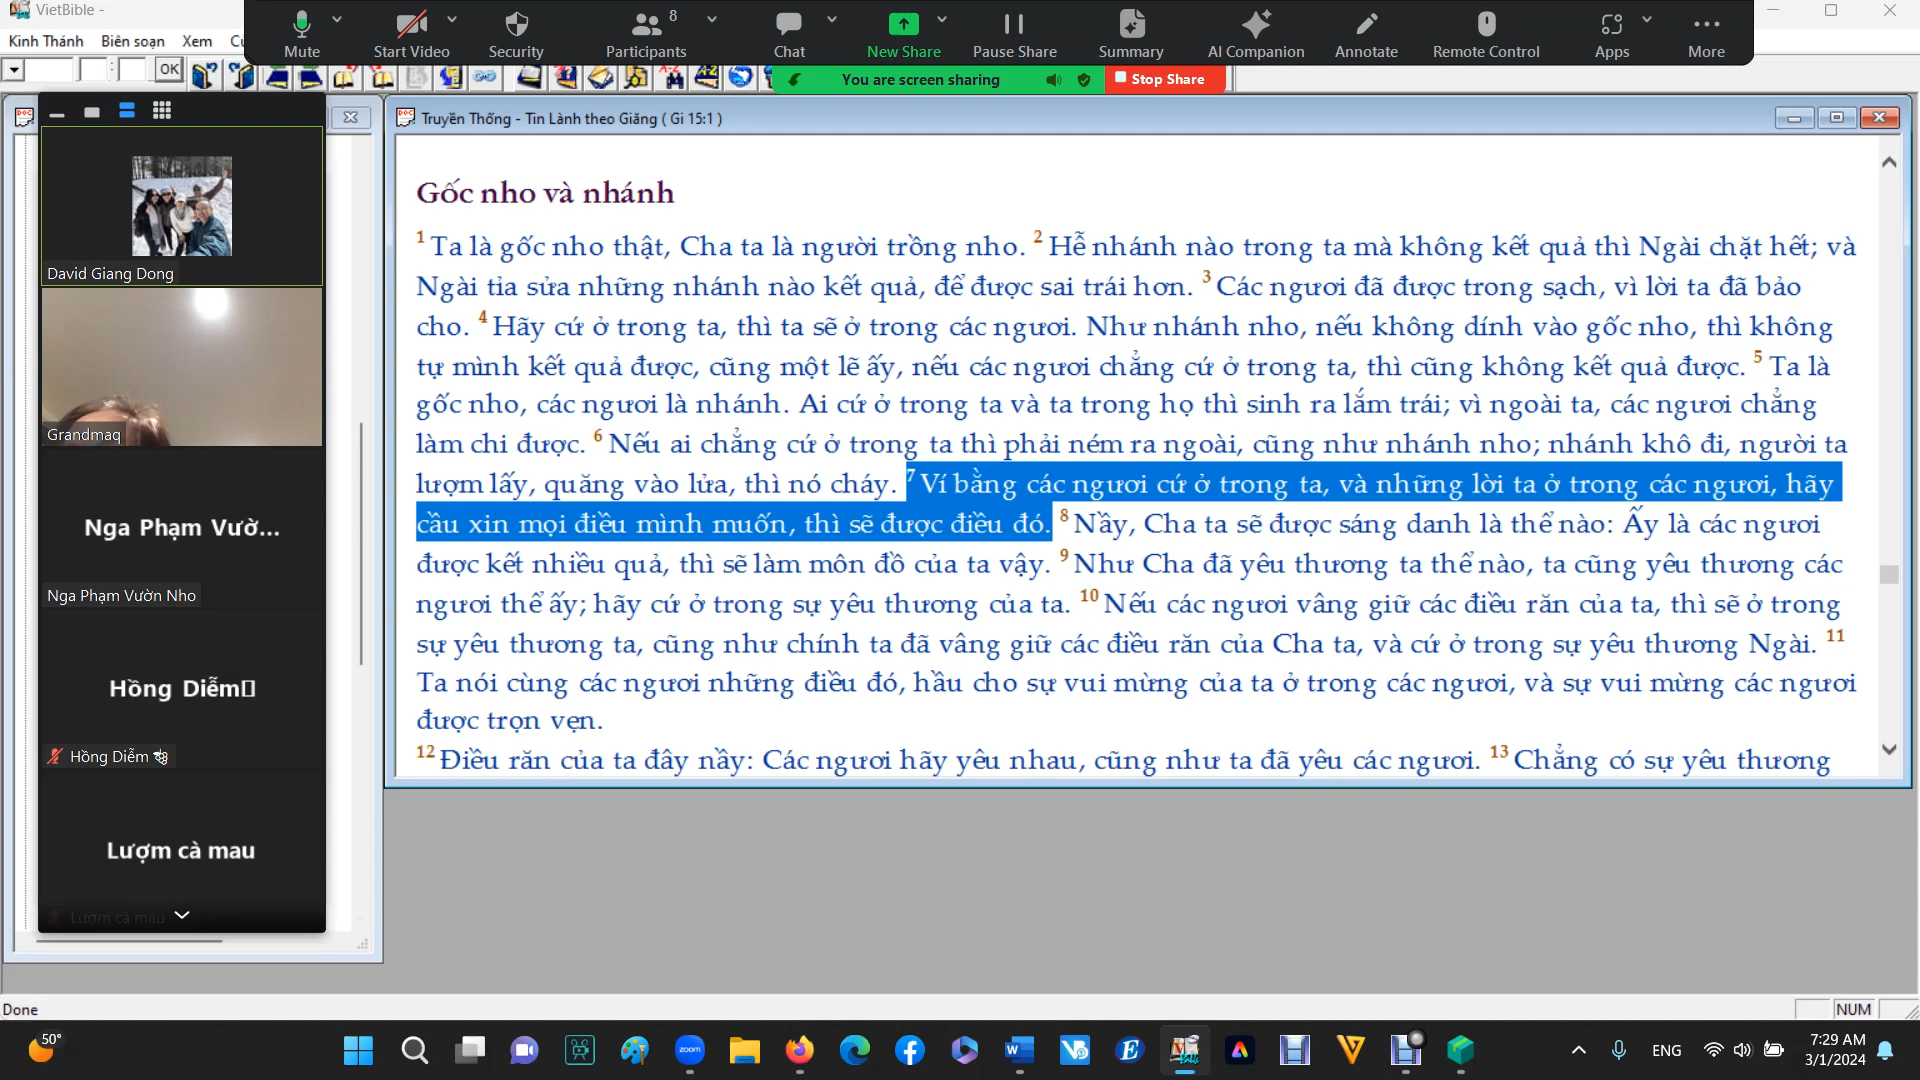 VietBible -
Mute
Start Video
Security
Participants
8
Chat
New Share
Pause Share
Summary
AI Companion
Annotate
Remote Control
Apps
More
Kinh Thánh Biên soạn Xem
:
OK
You are screen sharing
Stop Share
Truyền Thống - Tin Lành theo Giăng ( Gi 15:1 )
Gốc nho và nhánh
1 Ta là gốc nho thật, Cha ta là người trồng nho. 2 Hễ nhánh nào trong ta mà không kết quả thì Ngài chặt hết; và
Ngài tỉa sửa những nhánh nào kết quả, để được sai trái hơn. 3 Các ngươi đã được trong sạch, vì lời ta đã bảo
cho. 4 Hãy cứ ở trong ta, thì ta sẽ ở trong các ngươi. Như nhánh nho, nếu không dính vào gốc nho, thì không
tự mình kết quả được, cũng một lẽ ấy, nếu các ngươi chẳng cứ ở trong ta, thì cũng không kết quả được. 5 Ta là
gốc nho, các ngươi là nhánh. Ai cứ ở trong ta và ta trong họ thì sinh ra lắm trái; vì ngoài ta, các ngươi chẳng
làm chi được. 6 Nếu ai chẳng cứ ở trong ta thì phải ném ra ngoài, cũng như nhánh nho; nhánh khô đi, người ta
lượm lấy, quăng vào lửa, thì nó cháy. 7 Ví bằng các ngươi cứ ở trong ta, và những lời ta ở trong các ngươi, hãy
cầu xin mọi điều mình muốn, thì sẽ được điều đó. 8 Nầy, Cha ta sẽ được sáng danh là thể nào: Ấy là các ngươi
được kết nhiều quả, thì sẽ làm môn đồ của ta vậy. 9 Như Cha đã yêu thương ta thể nào, ta cũng yêu thương các
ngươi thể ấy; hãy cứ ở trong sự yêu thương của ta. 10 Nếu các ngươi vâng giữ các điều răn của ta, thì sẽ ở trong
sự yêu thương ta, cũng như chính ta đã vâng giữ các điều răn của Cha ta, và cứ ở trong sự yêu thương Ngài. 11
Ta nói cùng các ngươi những điều đó, hầu cho sự vui mừng của ta ở trong các ngươi, và sự vui mừng các ngươi
được trọn vẹn.
12 Điều răn của ta đây nầy: Các ngươi hãy yêu nhau, cũng như ta đã yêu các ngươi. 13 Chẳng có sự yêu thương
David Giang Dong
Grandmaq
Nga Phạm Vườ...
Nga Phạm Vườn Nho
Hồng Diễm
Hồng Diễm
Lượm cà mau
Lượm cà mau
Done
NUM
50°
zoom
ENG
7:29 AM
3/1/2024